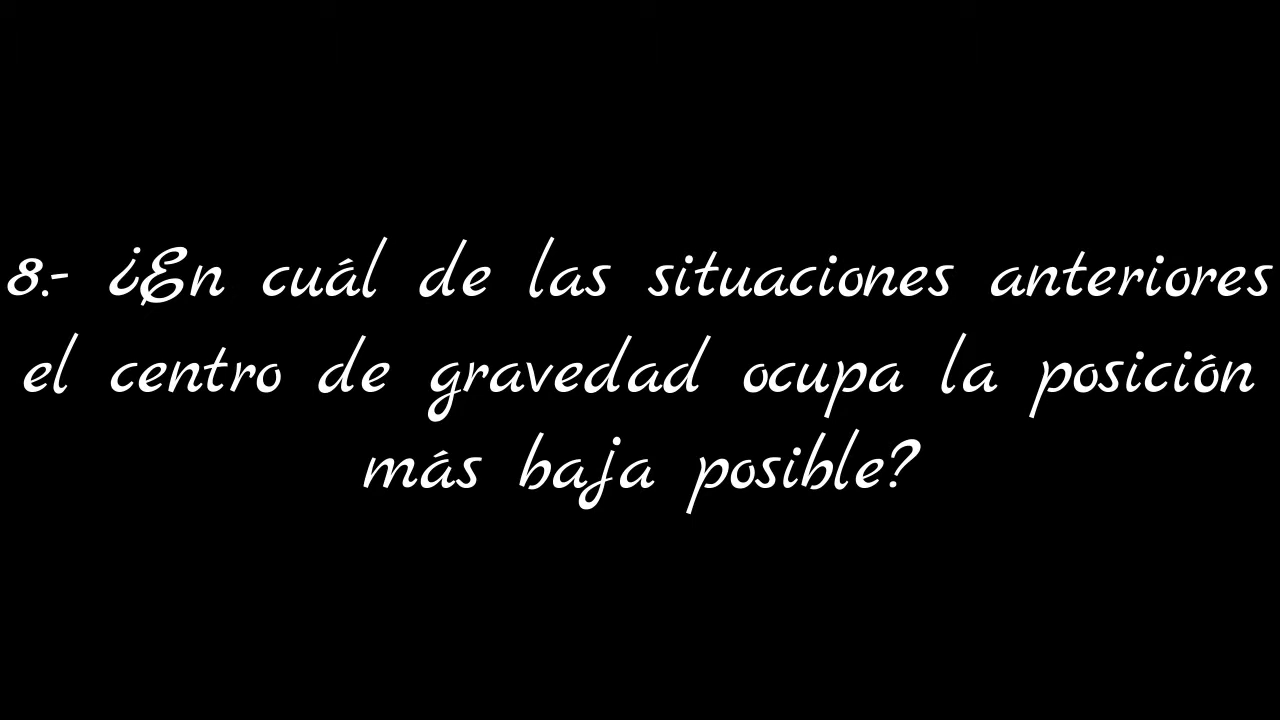 8.- ¿En cuál de las situaciones anteriores
el centro de gravedad ocupa la posición
más baja posible?